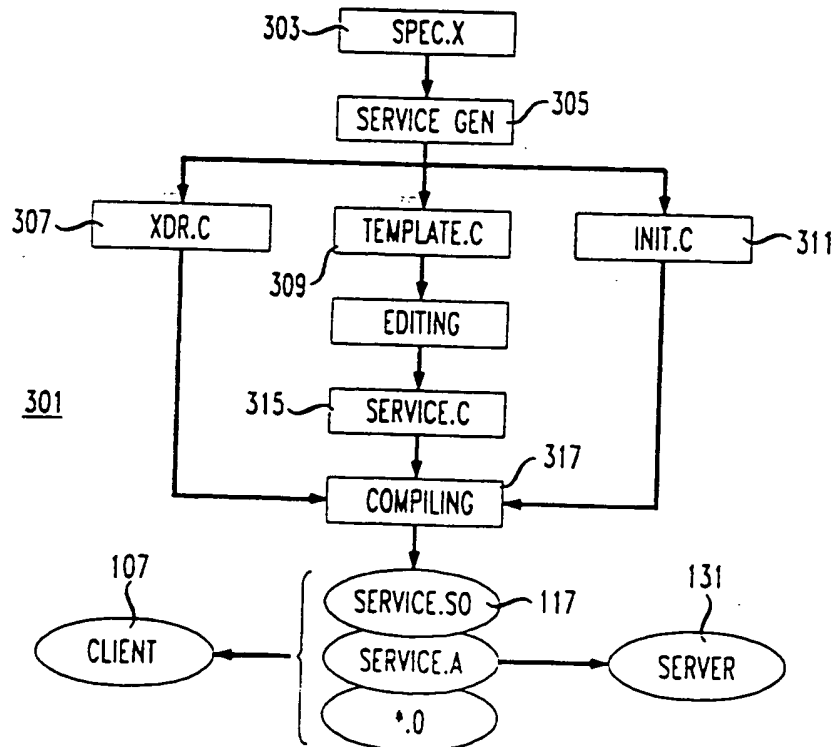 303
SPEC.X
305
SERVICE GEN
307
XDR.C
TEMPLATE.C
INIT.C
311
309
EDITING
301
315
SERVICE.C
317
COMPILING
107
SERVICE.SO
117
131
CLIENT
SERVICE.A
SERVER
*.O